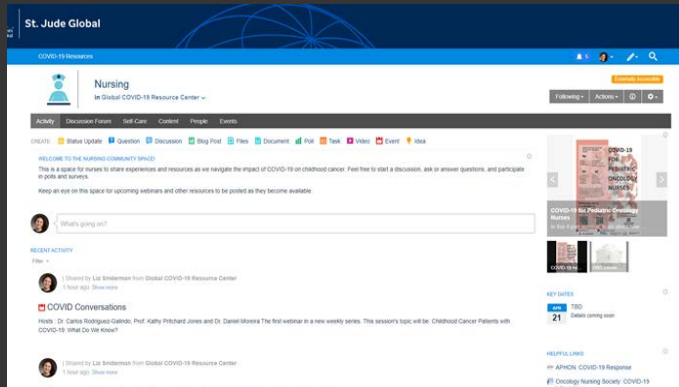 St. Jude Global
COVID-19 Resources
Nursing
in Global COVID-19 Resource Center
Externally Accessible
Following
Actions
Activity Discussion Forum Self-Care Content People Events
CREATE: Status Update Question Discussion Blog Post Files Document Poll Task Video Event Idea
WELCOME TO THE NURSING COMMUNITY SPACE!
This is a space for nurses to share experiences and resources as we navigate the impact of COVID-19 on childhood cancer. Feel free to start a discussion, ask or answer questions, and participate
in polls and surveys.
Keep an eye on this space for upcoming webinars and other resources to be posted as they become available.
What's going on?
RECENT ACTIVITY
Filter
| Shared by Liz Sniderman from Global COVID-19 Resource Center
1 hour ago Show more
COVID Conversations
Hosts : Dr. Carlos Rodriguez-Galindo, Prof. Kathy Pritchard Jones and Dr. Daniel Moreira The first webinar in a new weekly series. This session's topic will be: Childhood Cancer Patients with
COVID-19: What Do We Know?
| Shared by Liz Sniderman from Global COVID-19 Resource Center
1 hour ago Show more
COVID-19
FOR
PEDIATRIC
ONCOLOGY
NURSES
COVID-19 for Pediatric Oncology
Nurses
KEY DATES
APR
21
TBD
Details coming soon
HELPFUL LINKS
APHON: COVID-19 Response
Oncology Nursing Society: COVID-19